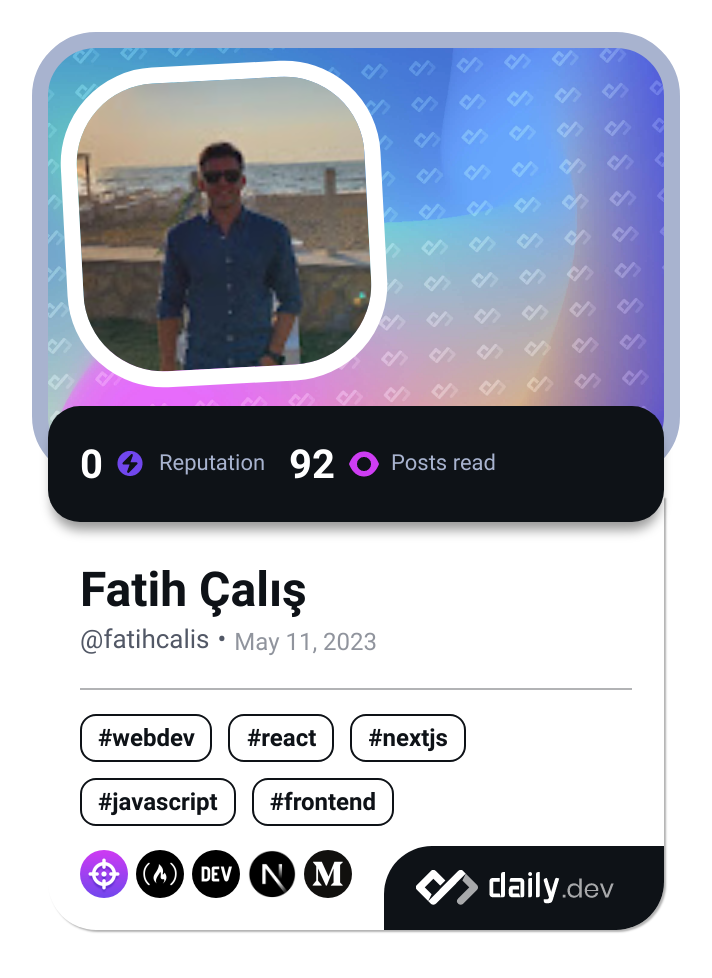 0 Reputation 92 Posts read
Fatih Çalış
@fatihcalis • May 11, 2023
#webdev #react #nextjs
#javascript #frontend
DEV N M daily.dev